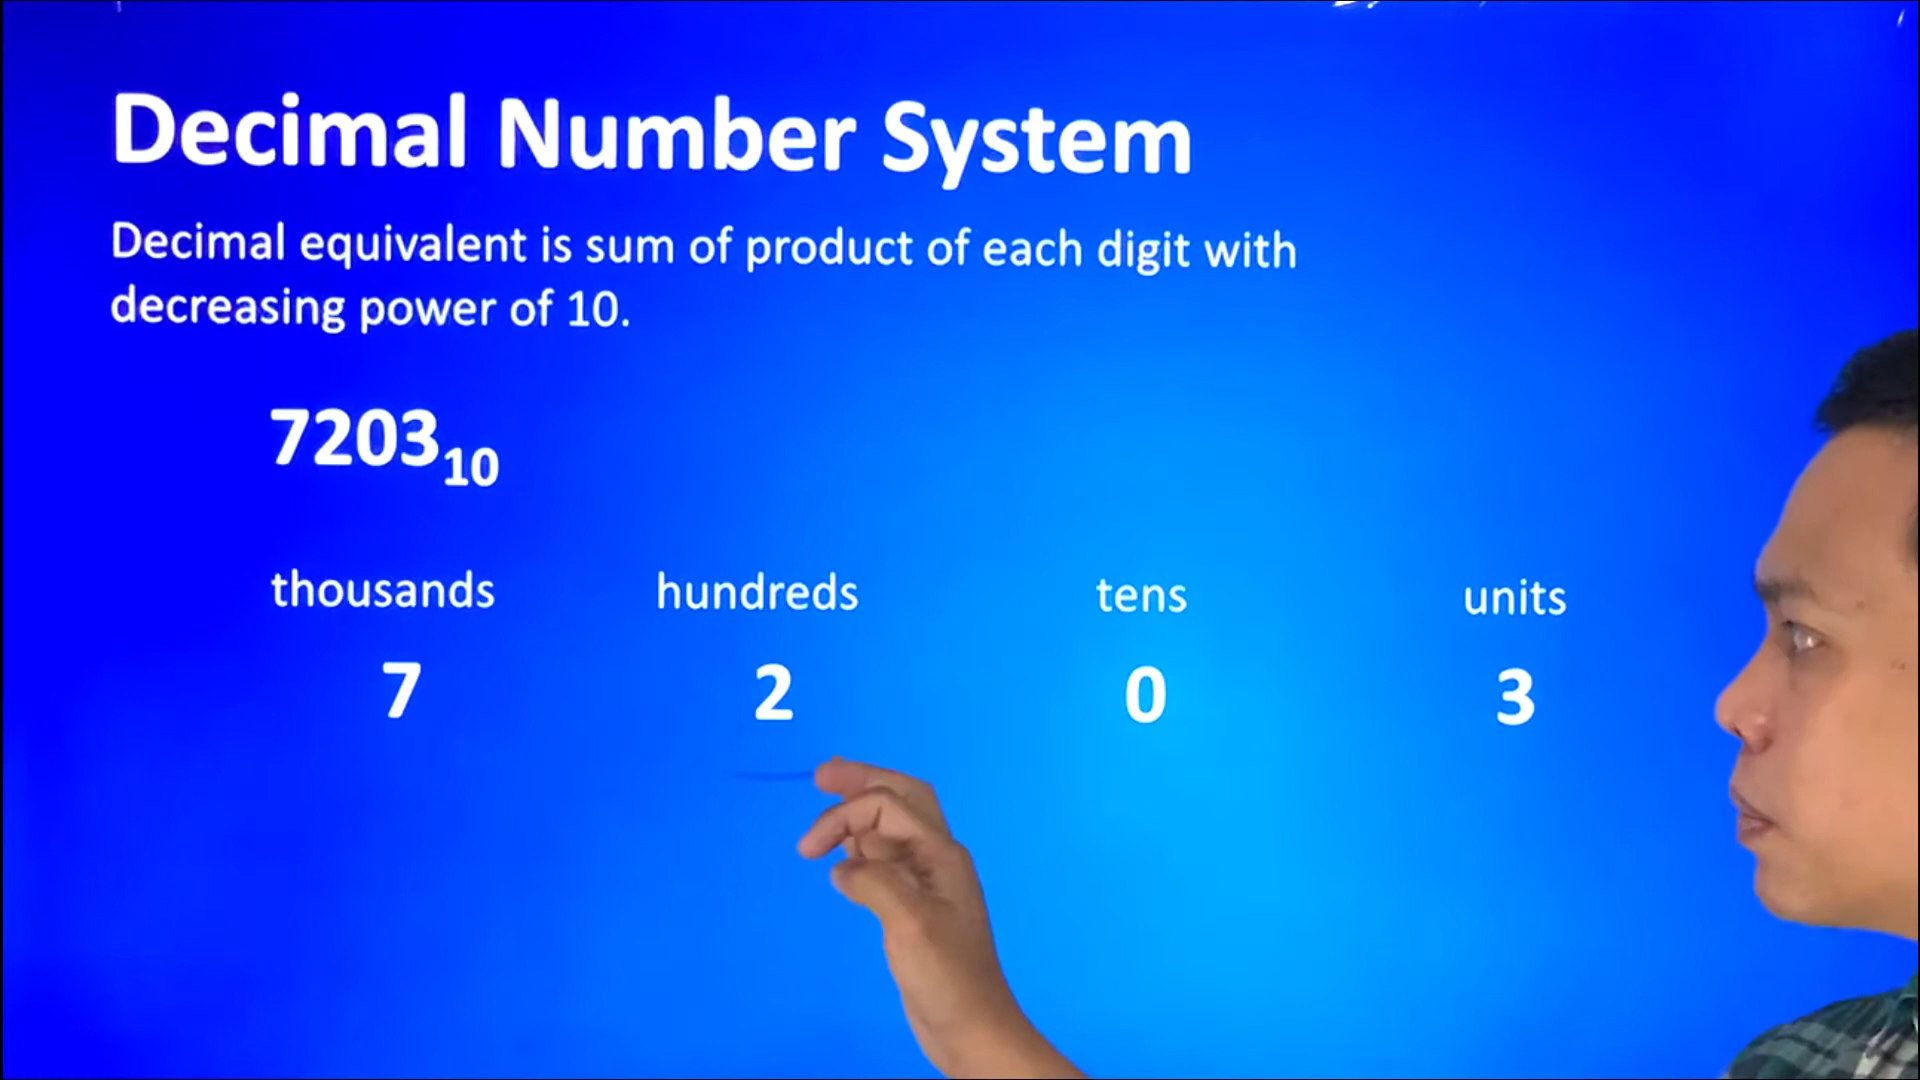 Decimal Number System
Decimal equivalent is sum of product of each digit with
decreasing power of 10.
7203₁₀
thousands hundreds tens units
7 2 0 3